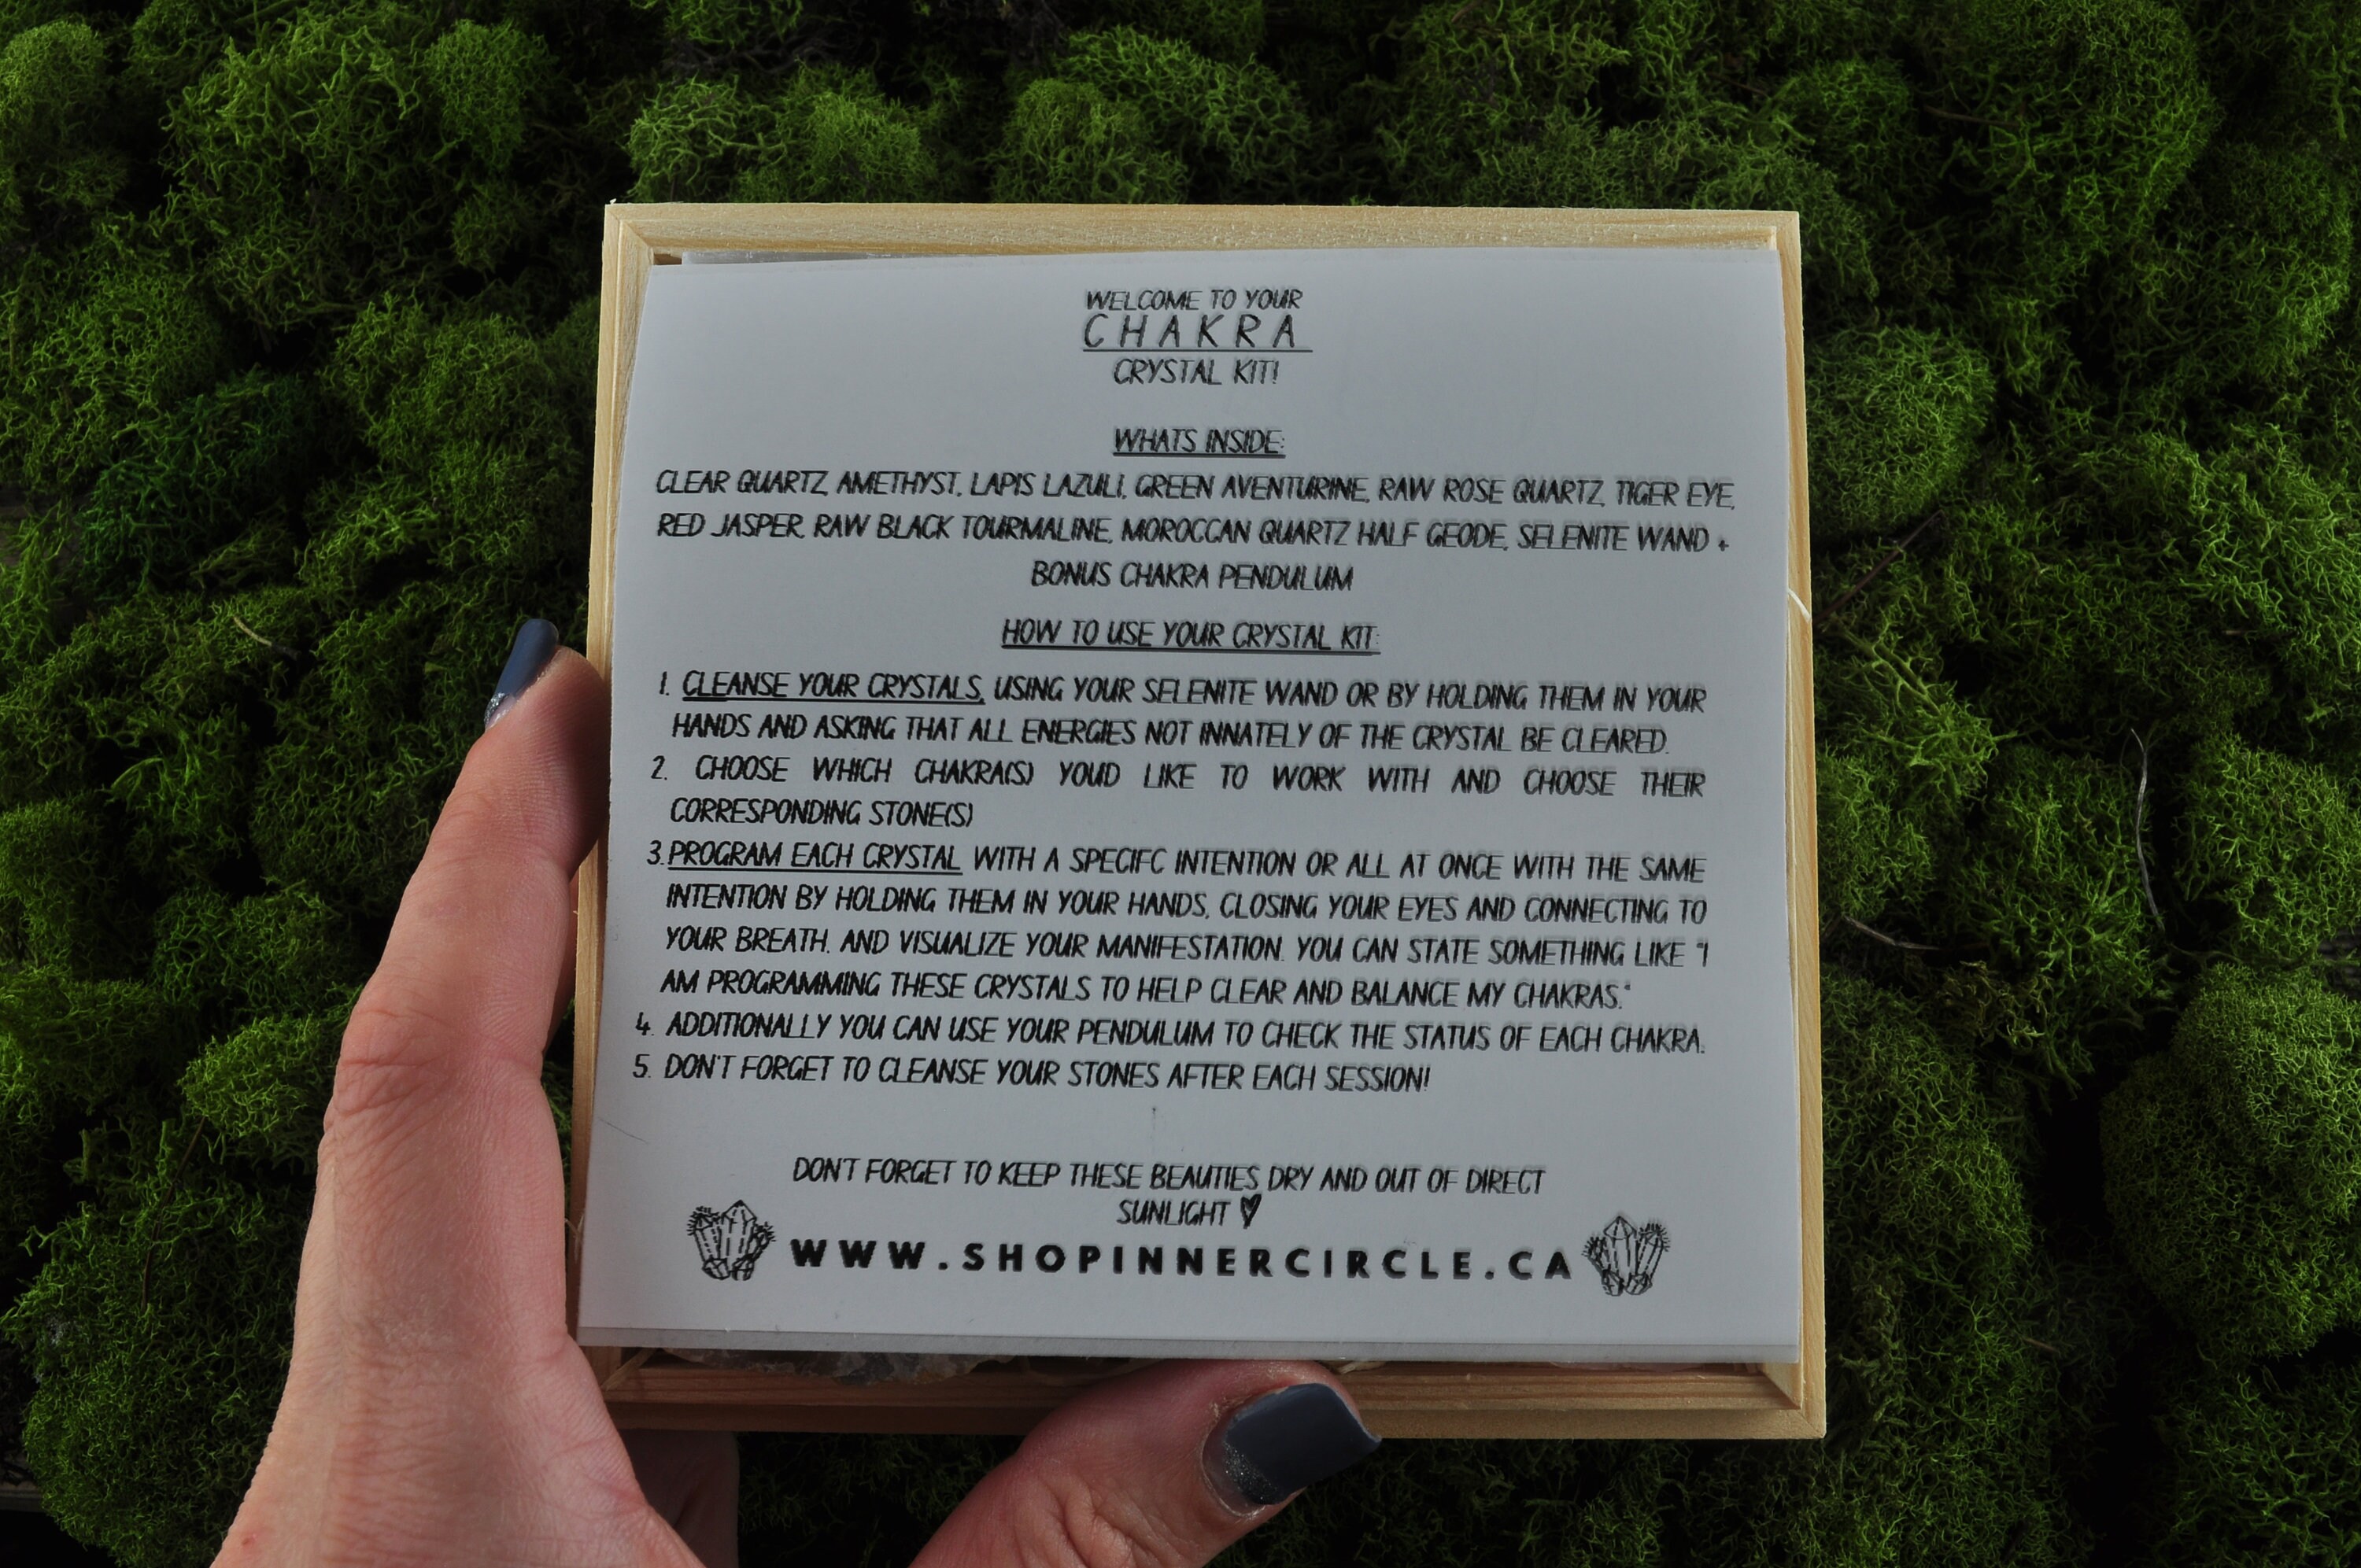 WELCOME TO YOUR
CHAKRA
CRYSTAL KIT!
WHATS INSIDE:
CLEAR QUARTZ, AMETHYST, LAPIS LAZULI, GREEN AVENTURINE, RAW ROSE QUARTZ, TIGER EYE,
RED JASPER, RAW BLACK TOURMALINE, MOROCCAN QUARTZ HALF GEODE, SELENITE WAND +
BONUS CHAKRA PENDULUM
HOW TO USE YOUR CRYSTAL KIT:
1. CLEANSE YOUR CRYSTALS, USING YOUR SELENITE WAND OR BY HOLDING THEM IN YOUR
HANDS AND ASKING THAT ALL ENERGIES NOT INNATELY OF THE CRYSTAL BE CLEARED.
2. CHOOSE WHICH CHAKRA(S) YOU'D LIKE TO WORK WITH AND CHOOSE THEIR
CORRESPONDING STONE(S)
3. PROGRAM EACH CRYSTAL WITH A SPECIFC INTENTION OR ALL AT ONCE WITH THE SAME
INTENTION BY HOLDING THEM IN YOUR HANDS, CLOSING YOUR EYES AND CONNECTING TO
YOUR BREATH. AND VISUALIZE YOUR MANIFESTATION. YOU CAN STATE SOMETHING LIKE "I
AM PROGRAMMING THESE CRYSTALS TO HELP CLEAR AND BALANCE MY CHAKRAS."
4. ADDITIONALLY YOU CAN USE YOUR PENDULUM TO CHECK THE STATUS OF EACH CHAKRA.
5. DON'T FORGET TO CLEANSE YOUR STONES AFTER EACH SESSION!
DON'T FORGET TO KEEP THESE BEAUTIES DRY AND OUT OF DIRECT
SUNLIGHT ♥
WWW.SHOPINNERCIRCLE.CA